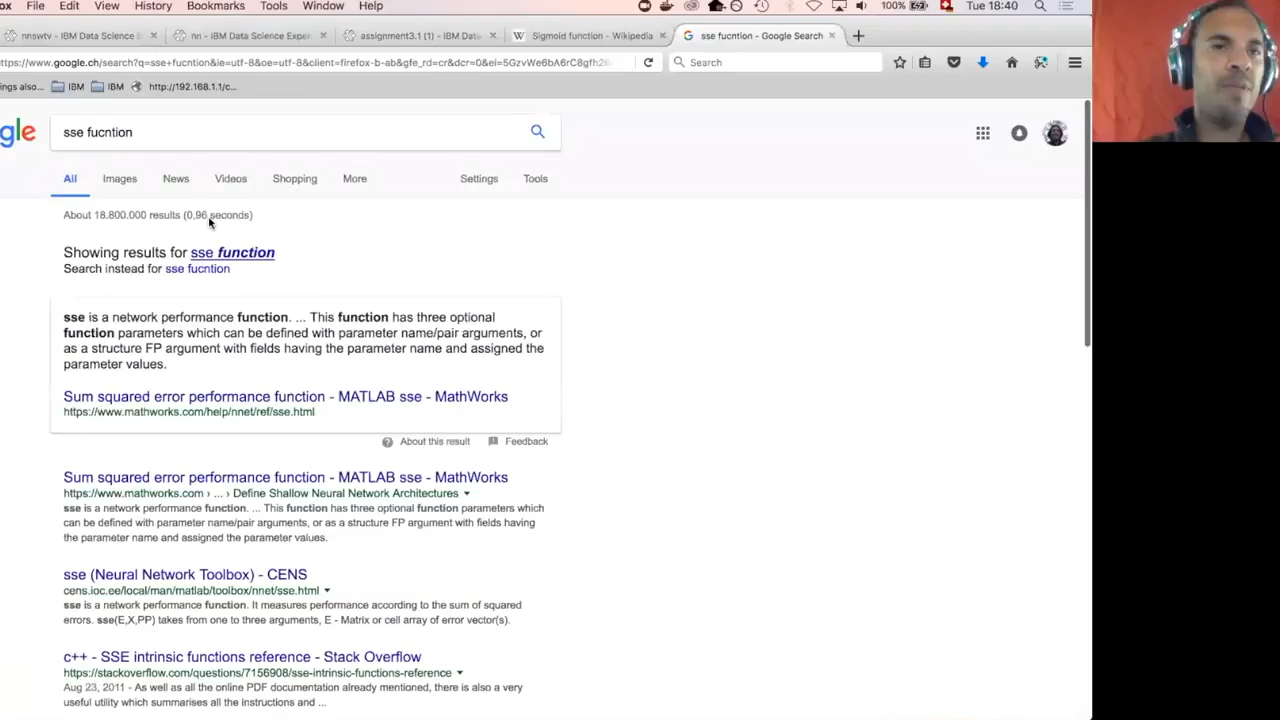 ox File Edit View History Bookmarks Tools Window Help 100% Tue 18:40
nnswtv - IBM Data Science E nn - IBM Data Science Exper assignment3.1 (1) - IBM Dat Sigmoid function - Wikipedia sse fucntion - Google Search
https://www.google.ch/search?q=sse+fucntion&ie=utf-8&oe=utf-8&client=firefox-b-ab&gfe_rd=cr&dcr=0&ei=5GzvWe6bA6rC8gfh2 Search
ings also... IBM IBM http://192.168.1.1/c...
gle sse fucntion
All Images News Videos Shopping More Settings Tools
About 18.800.000 results (0,96 seconds)
Showing results for sse function
Search instead for sse fucntion
sse is a network performance function. ... This function has three optional
function parameters which can be defined with parameter name/pair arguments, or
as a structure FP argument with fields having the parameter name and assigned the
parameter values.
Sum squared error performance function - MATLAB sse - MathWorks
https://www.mathworks.com/help/nnet/ref/sse.html
About this result Feedback
Sum squared error performance function - MATLAB sse - MathWorks
https://www.mathworks.com › ... › Define Shallow Neural Network Architectures
sse is a network performance function. ... This function has three optional function parameters which
can be defined with parameter name/pair arguments, or as a structure FP argument with fields having
the parameter name and assigned the parameter values.
sse (Neural Network Toolbox) - CENS
cens.ioc.ee/local/man/matlab/toolbox/nnet/sse.html
sse is a network performance function. It measures performance according to the sum of squared
errors. sse(E,X,PP) takes from one to three arguments, E - Matrix or cell array of error vector(s).
c++ - SSE intrinsic functions reference - Stack Overflow
https://stackoverflow.com/questions/7156908/sse-intrinsic-functions-reference
Aug 23, 2011 - As well as all the online PDF documentation already mentioned, there is also a very
useful utility which summarises all the instructions and ...